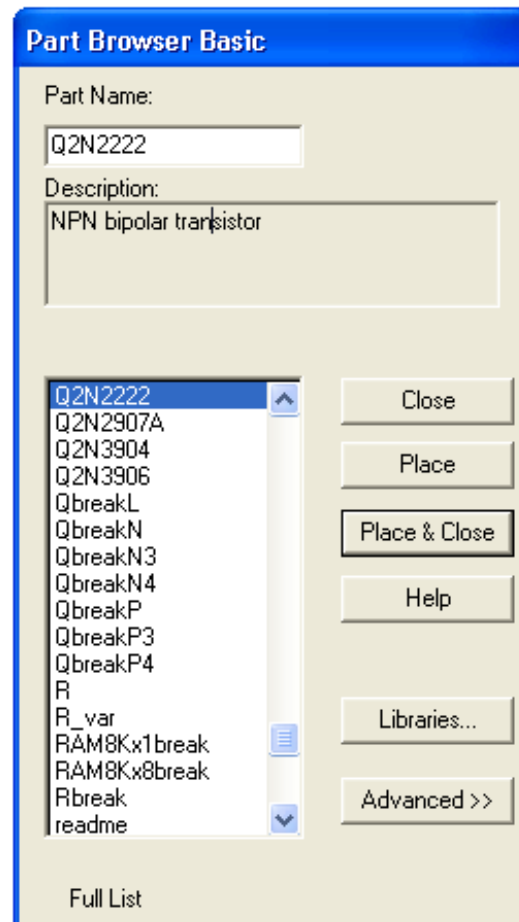 Part Browser Basic
Part Name:
Q2N2222
Description:
NPN bipolar transistor
Q2N2222
Q2N2907A
Q2N3904
Q2N3906
QbreakL
QbreakN
QbreakN3
QbreakN4
QbreakP
QbreakP3
QbreakP4
R
R_var
RAM8Kx1break
RAM8Kx8break
Rbreak
readme
Close
Place
Place & Close
Help
Libraries...
Advanced >>
Full List